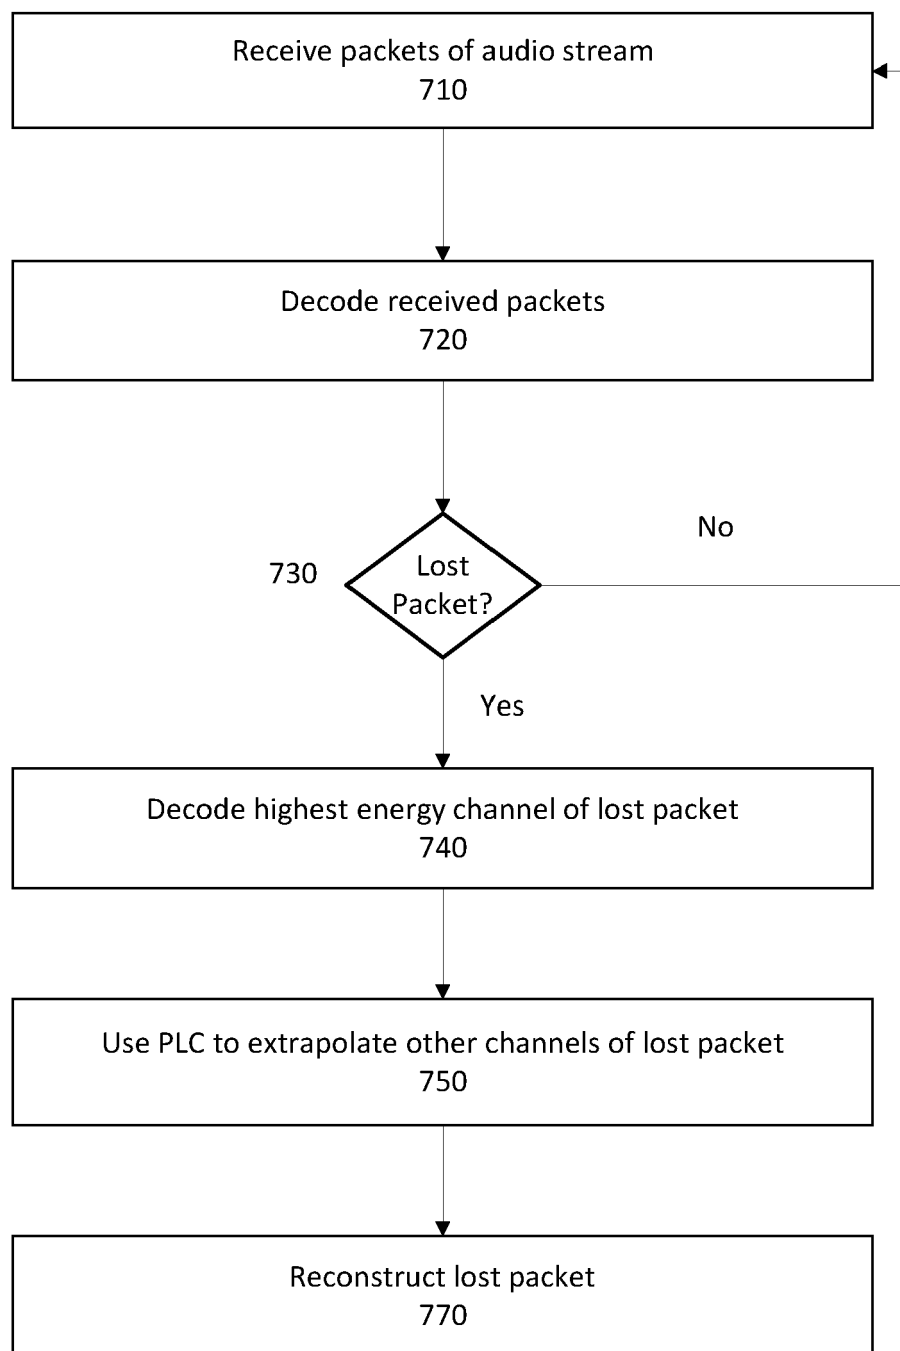 Receive packets of audio stream
710
Decode received packets
720
No
730
Lost
Packet?
Yes
Decode highest energy channel of lost packet
740
Use PLC to extrapolate other channels of lost packet
750
Reconstruct lost packet
770